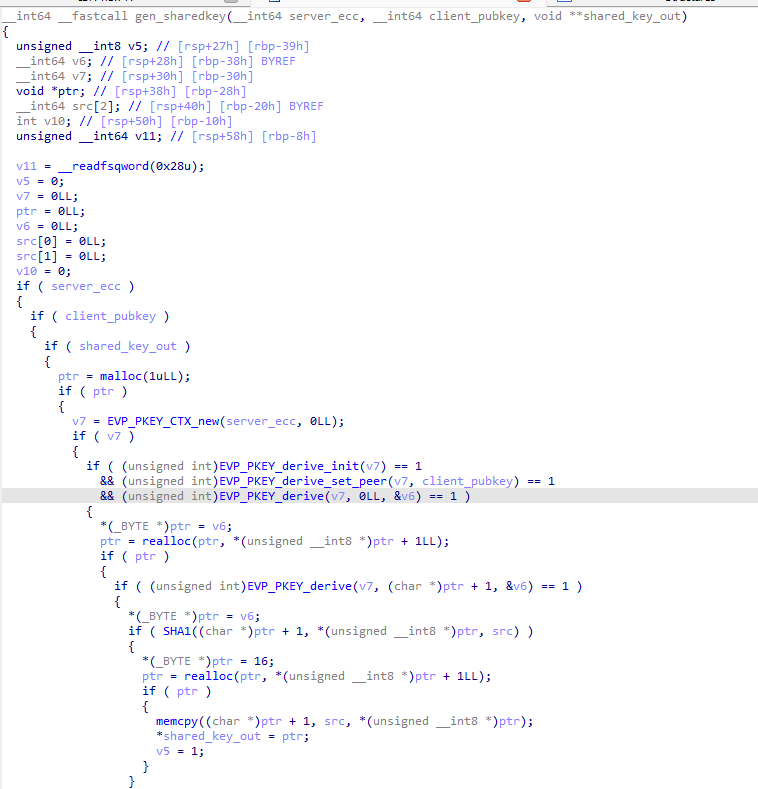 __int64 __fastcall gen_sharedkey(__int64 server_ecc, __int64 client_pubkey, void **shared_key_out)
{
  unsigned __int8 v5; // [rsp+27h] [rbp-39h]
  __int64 v6; // [rsp+28h] [rbp-38h] BYREF
  __int64 v7; // [rsp+30h] [rbp-30h]
  void *ptr; // [rsp+38h] [rbp-28h]
  __int64 src[2]; // [rsp+40h] [rbp-20h] BYREF
  int v10; // [rsp+50h] [rbp-10h]
  unsigned __int64 v11; // [rsp+58h] [rbp-8h]

  v11 = __readfsqword(0x28u);
  v5 = 0;
  v7 = 0LL;
  ptr = 0LL;
  v6 = 0LL;
  src[0] = 0LL;
  src[1] = 0LL;
  v10 = 0;
  if ( server_ecc )
  {
    if ( client_pubkey )
    {
      if ( shared_key_out )
      {
        ptr = malloc(1uLL);
        if ( ptr )
        {
          v7 = EVP_PKEY_CTX_new(server_ecc, 0LL);
          if ( v7 )
          {
            if ( (unsigned int)EVP_PKEY_derive_init(v7) == 1
              && (unsigned int)EVP_PKEY_derive_set_peer(v7, client_pubkey) == 1
              && (unsigned int)EVP_PKEY_derive(v7, 0LL, &v6) == 1 )
            {
              *(_BYTE *)ptr = v6;
              ptr = realloc(ptr, *(unsigned __int8 *)ptr + 1LL);
              if ( ptr )
              {
                if ( (unsigned int)EVP_PKEY_derive(v7, (char *)ptr + 1, &v6) == 1 )
                {
                  *(_BYTE *)ptr = v6;
                  if ( SHA1((char *)ptr + 1, *(unsigned __int8 *)ptr, src) )
                  {
                    *(_BYTE *)ptr = 16;
                    ptr = realloc(ptr, *(unsigned __int8 *)ptr + 1LL);
                    if ( ptr )
                    {
                      memcpy((char *)ptr + 1, src, *(unsigned __int8 *)ptr);
                      *shared_key_out = ptr;
                      v5 = 1;
                    }
                  }